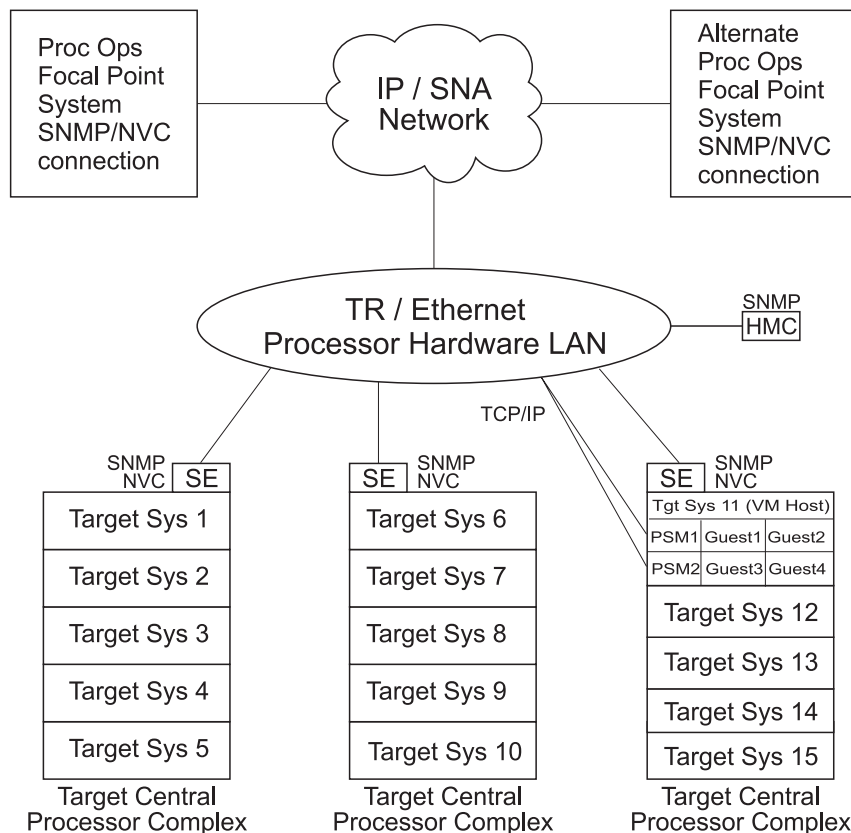 Proc Ops
Focal Point
System
SNMP/NVC
connection
IP / SNA
Network
Alternate
Proc Ops
Focal Point
System
SNMP/NVC
connection
TR / Ethernet
Processor Hardware LAN
SNMP
HMC
TCP/IP
SNMP
NVC
SE
Target Sys 1
Target Sys 2
Target Sys 3
Target Sys 4
Target Sys 5
Target Central
Processor Complex
SE
SNMP
NVC
Target Sys 6
Target Sys 7
Target Sys 8
Target Sys 9
Target Sys 10
Target Central
Processor Complex
SE
SNMP
NVC
Tgt Sys 11 (VM Host)
PSM1 Guest1 Guest2
PSM2 Guest3 Guest4
Target Sys 12
Target Sys 13
Target Sys 14
Target Sys 15
Target Central
Processor Complex